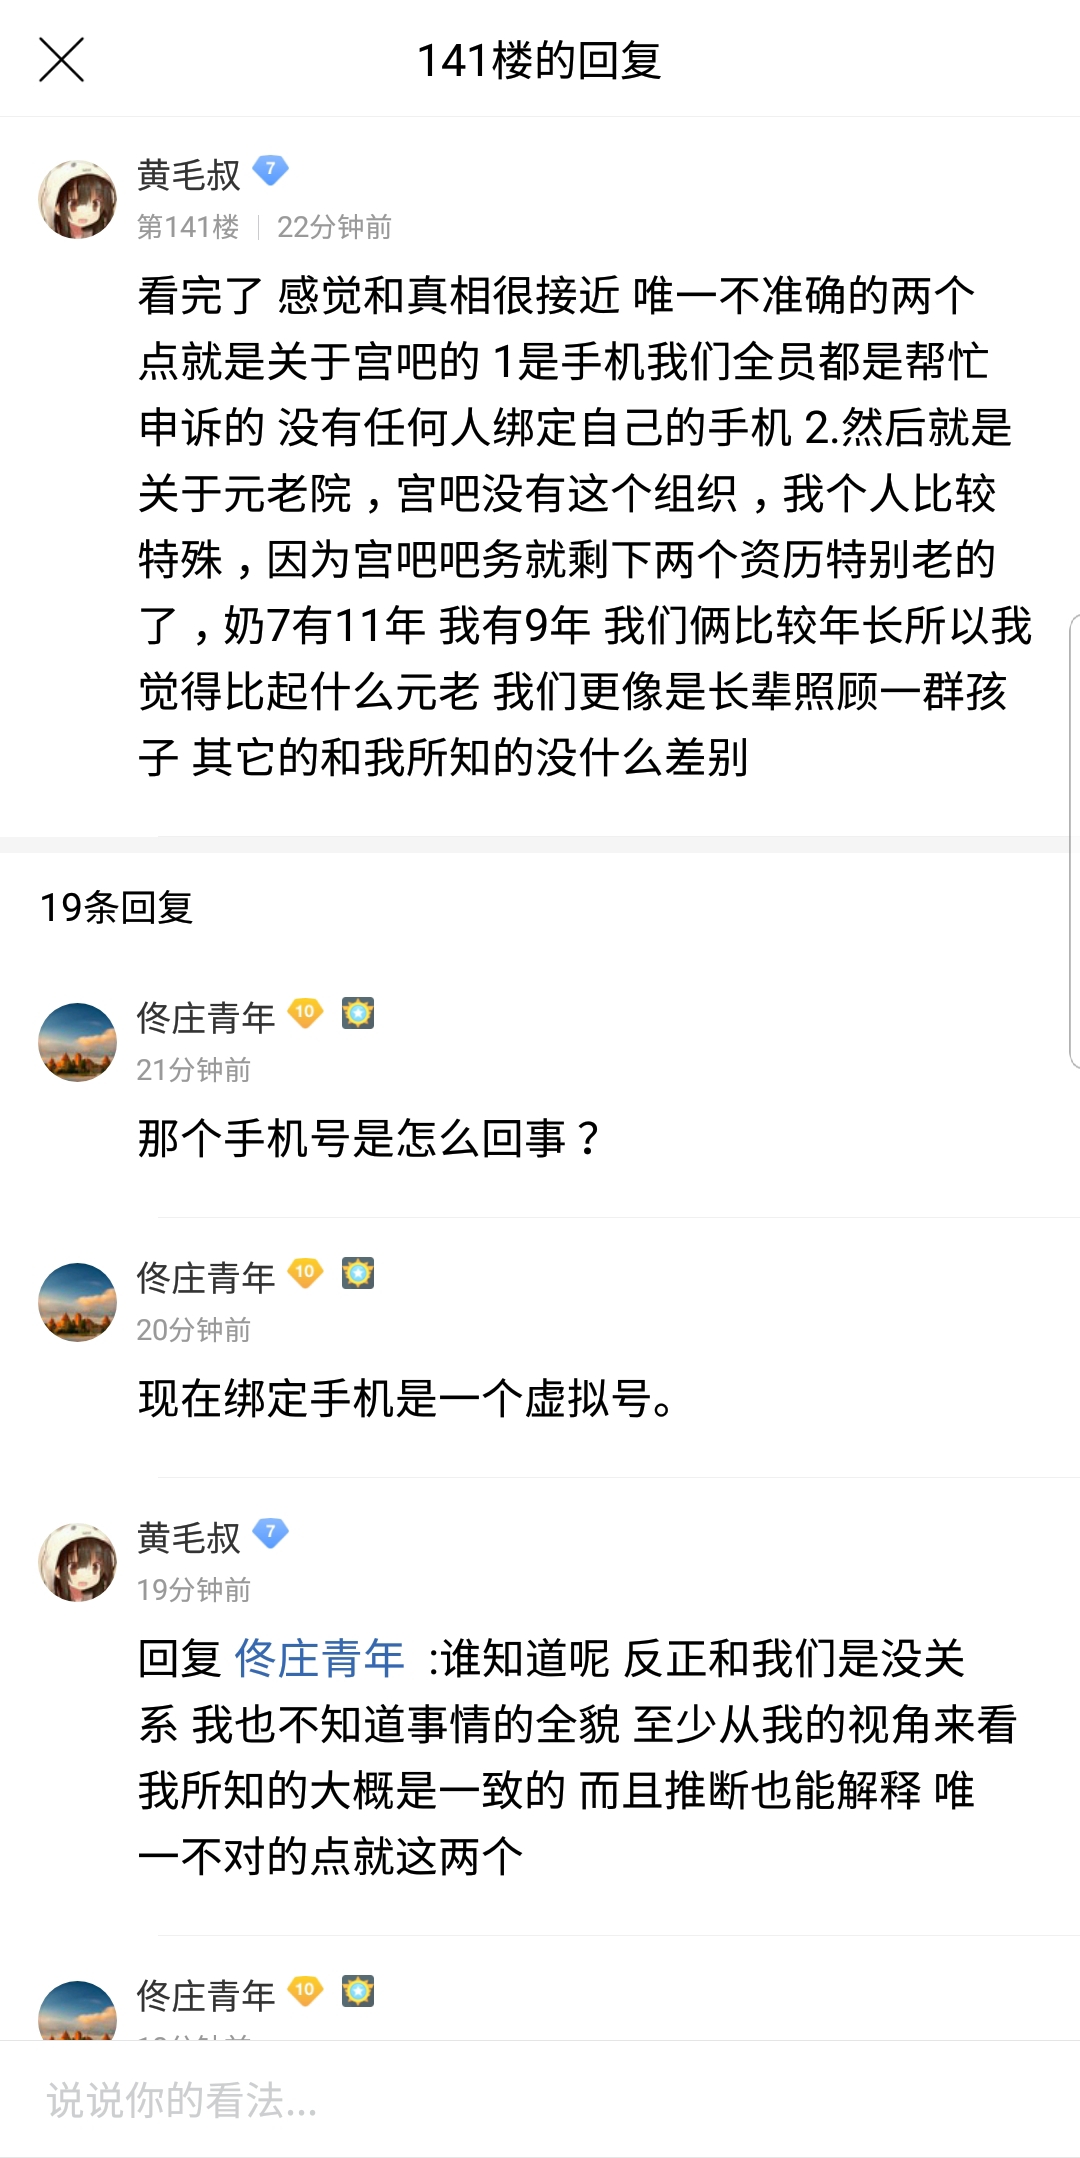 141楼的回复
黄毛叔 7
第141楼 | 22分钟前
看完了 感觉和真相很接近 唯一不准确的两个
点就是关于宫吧的 1是手机我们全员都是帮忙
申诉的 没有任何人绑定自己的手机 2.然后就是
关于元老院，宫吧没有这个组织，我个人比较
特殊，因为宫吧吧务就剩下两个资历特别老的
了，奶7有11年 我有9年 我们俩比较年长所以我
觉得比起什么元老 我们更像是长辈照顾一群孩
子 其它的和我所知的没什么差别
19条回复
佟庄青年 10
21分钟前
那个手机号是怎么回事？
佟庄青年 10
20分钟前
现在绑定手机是一个虚拟号。
黄毛叔 7
19分钟前
回复 佟庄青年 :谁知道呢 反正和我们是没关
系 我也不知道事情的全貌 至少从我的视角来看
我所知的大概是一致的 而且推断也能解释 唯
一不对的点就这两个
佟庄青年 10
说说你的看法...